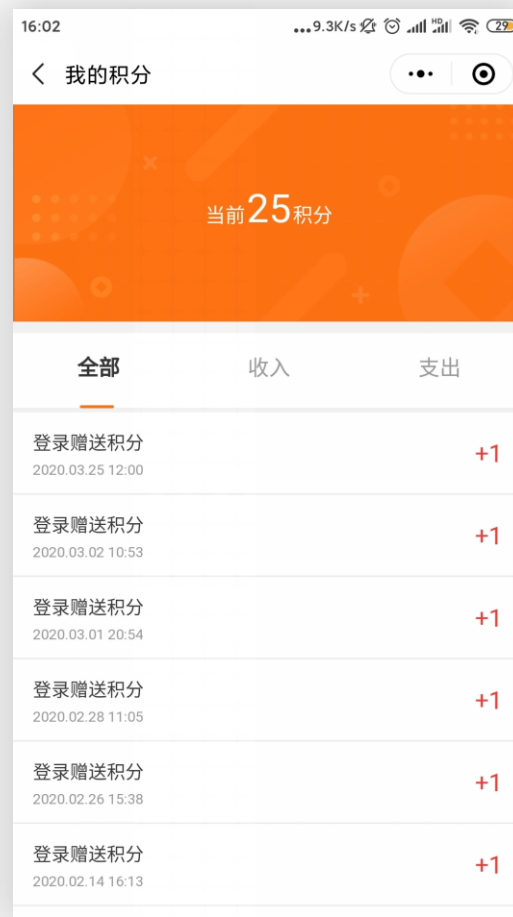 16:02
...9.3K/s HD 29
我的积分
当前25积分
全部 收入 支出
登录赠送积分
+1
2020.03.25 12:00
登录赠送积分
+1
2020.03.02 10:53
登录赠送积分
+1
2020.03.01 20:54
登录赠送积分
+1
2020.02.28 11:05
登录赠送积分
+1
2020.02.26 15:38
登录赠送积分
+1
2020.02.14 16:13